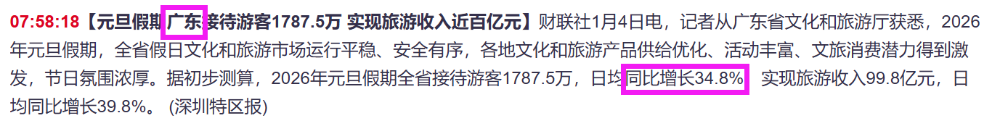 07:58:18【元旦假期广东接待游客1787.5万 实现旅游收入近百亿元】财联社1月4日电，记者从广东省文化和旅游厅获悉，2026
年元旦假期，全省假日文化和旅游市场运行平稳、安全有序，各地文化和旅游产品供给优化、活动丰富、文旅消费潜力得到激
发，节日氛围浓厚。据初步测算，2026年元旦假期全省接待游客1787.5万，日均同比增长34.8% 实现旅游收入99.8亿元，日
均同比增长39.8%。 (深圳特区报)